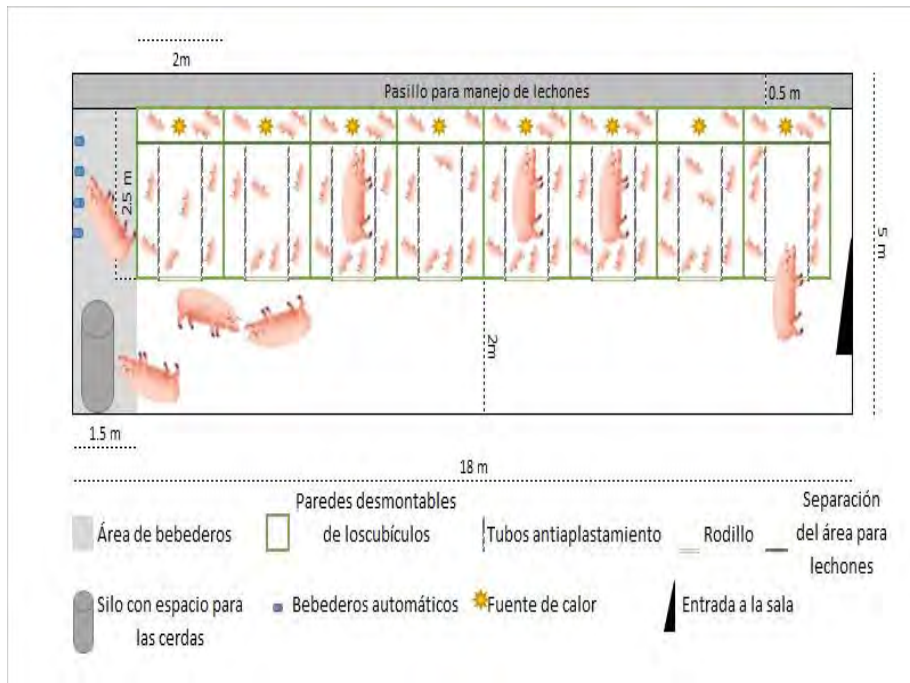 2m
Pasillo para manejo de lechones
0.5 m
2.5 m
5 m
2m
1.5 m
18 m
Área de bebederos
Paredes desmontables
de loscubículos
Tubos antiaplastamiento
Rodillo
Separación
del área para
lechones
Silo con espacio para
las cerdas
Bebederos automáticos
Fuente de calor
Entrada a la sala